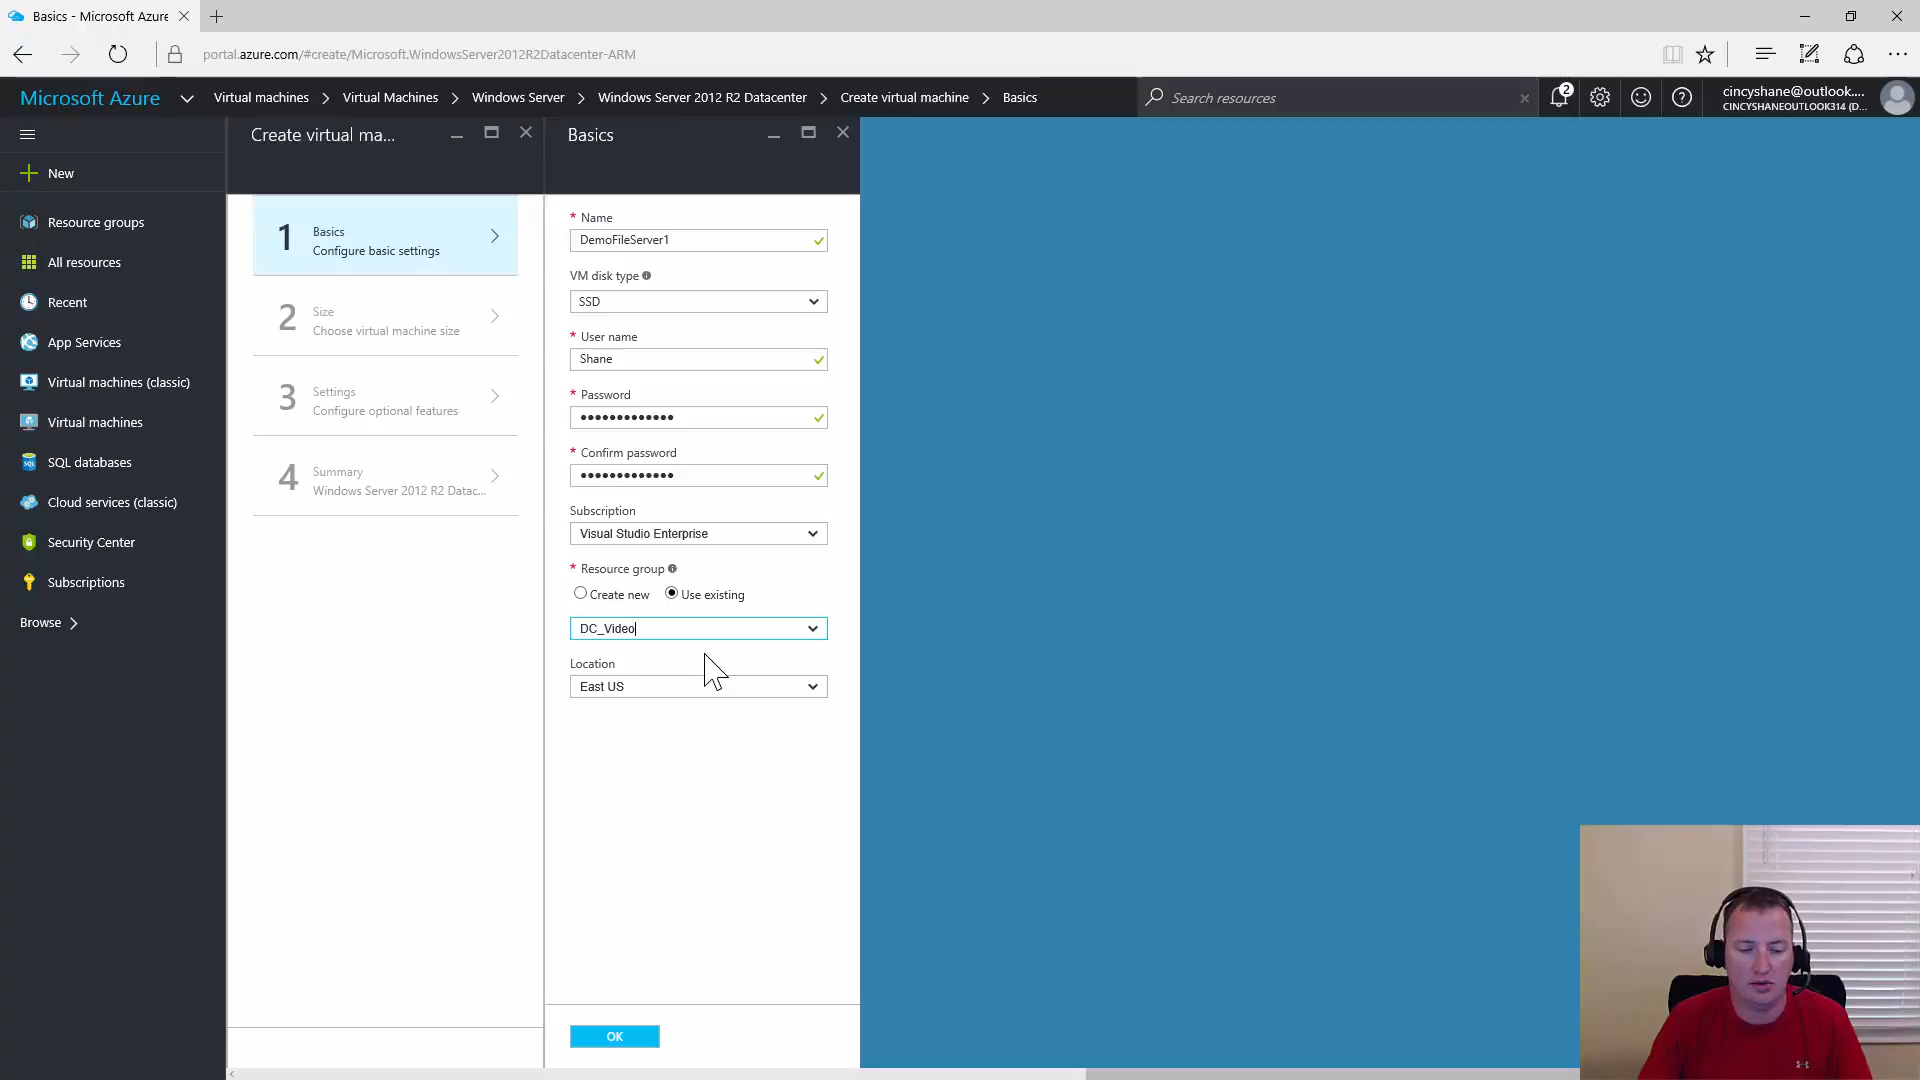 Basics - Microsoft Azure
portal.azure.com/#create/Microsoft.WindowsServer2012R2Datacenter-ARM
Microsoft Azure
Virtual machines
Virtual Machines
Windows Server
Windows Server 2012 R2 Datacenter
Create virtual machine
Basics
Search resources
2
cincyshane@outlook....
CINCYSHANEOUTLOOK314 (D...
New
Resource groups
All resources
Recent
App Services
Virtual machines (classic)
Virtual machines
SQL databases
Cloud services (classic)
Security Center
Subscriptions
Browse
Create virtual ma...
1
Basics
Configure basic settings
2
Size
Choose virtual machine size
3
Settings
Configure optional features
4
Summary
Windows Server 2012 R2 Datac...
Basics
* Name
DemoFileServer1
VM disk type
SSD
* User name
Shane
* Password
•••••••••••••
* Confirm password
•••••••••••••
Subscription
Visual Studio Enterprise
* Resource group
Create new
Use existing
DC_Video
Location
East US
OK